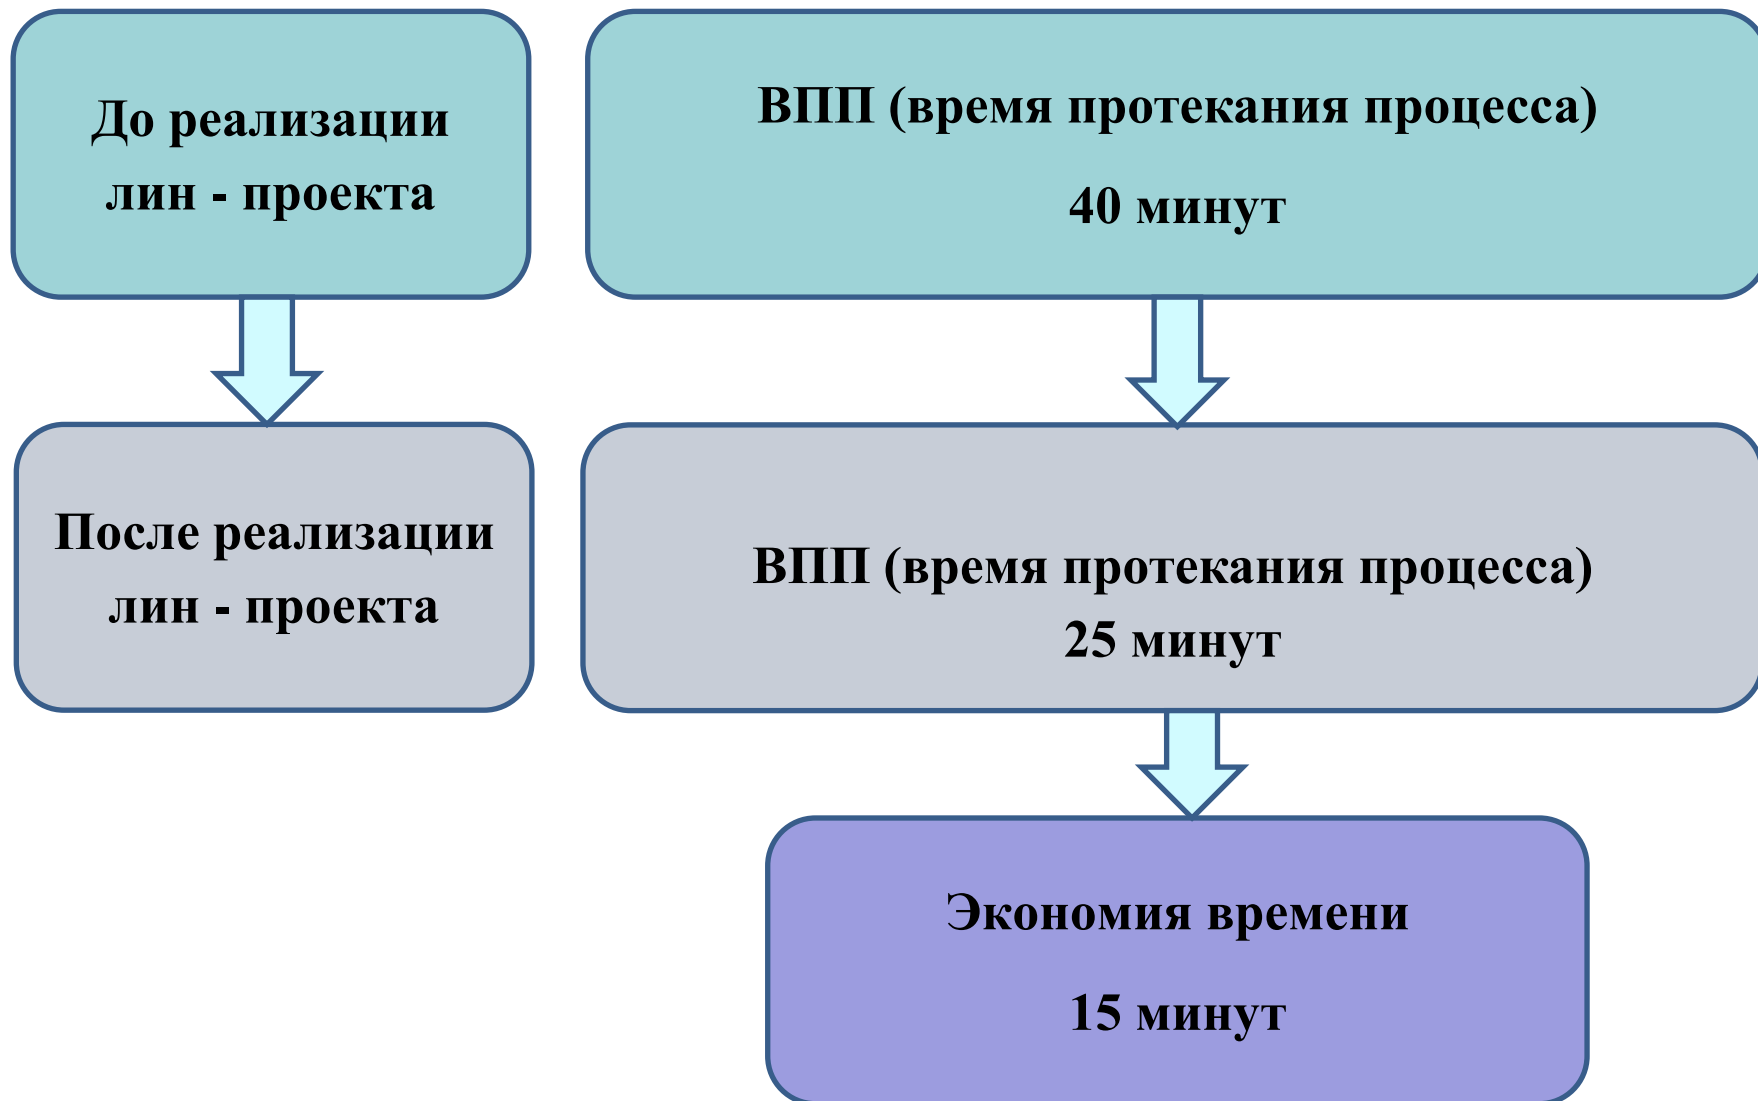 До реализации
лин - проекта
ВПП (время протекания процесса)
40 минут
После реализации
лин - проекта
ВПП (время протекания процесса)
25 минут
Экономия времени
15 минут